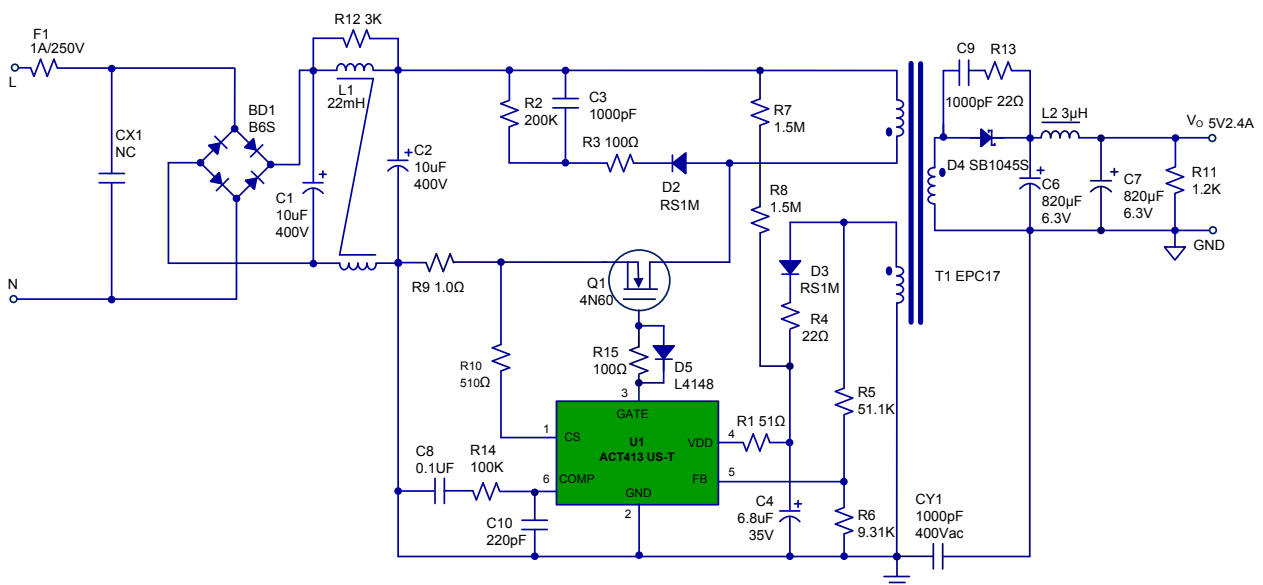 R12 3K
F1
1A/250V
L
L1
22mH
BD1
B6S
CX1
NC
C1
10uF
400V
C2
10uF
400V
R2
200K
C3
1000pF
R3 100Ω
D2
RS1M
R7
1.5M
R8
1.5M
C9
R13
1000pF
22Ω
L2 3µH
VO 5V2.4A
D4 SB1045S
C6
820µF
6.3V
C7
820µF
6.3V
R11
1.2K
GND
T1 EPC17
N
R9 1.0Ω
Q1
4N60
D3
RS1M
R4
22Ω
R10
510Ω
R15
100Ω
D5
L4148
3
GATE
1
CS
U1
ACT413 US-T
VDD
4
R1 51Ω
R5
51.1K
C8
0.1UF
R14
100K
6
COMP
FB
5
GND
2
C10
220pF
C4
6.8uF
35V
R6
9.31K
CY1
1000pF
400Vac